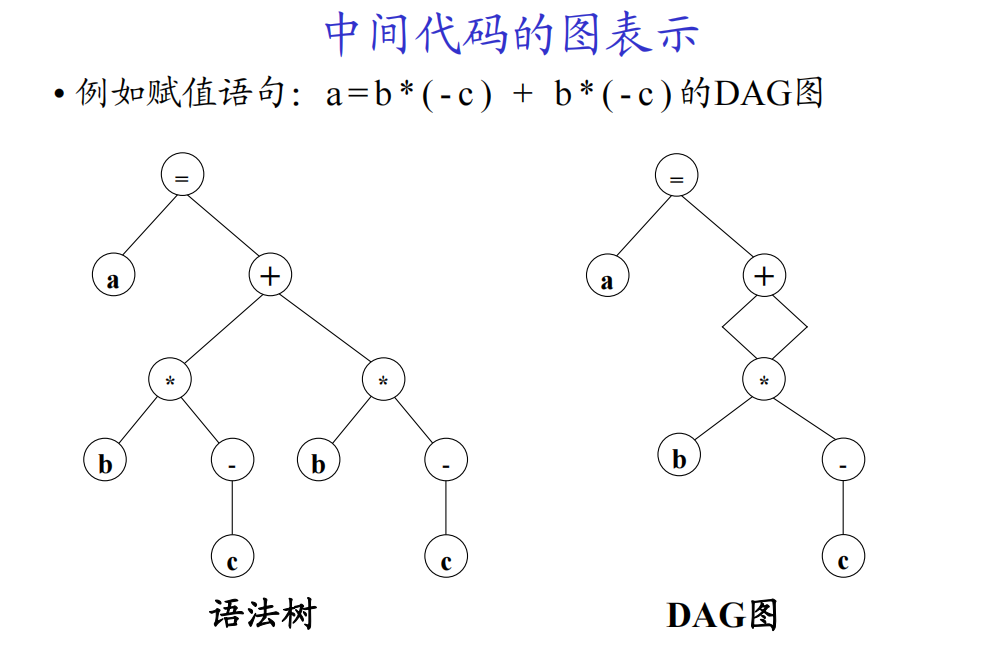 中间代码的图表示
• 例如赋值语句：a=b*(-c) + b*(-c)的DAG图
= =
a + a +
* * *
b - b - b -
c c c
语法树 DAG图